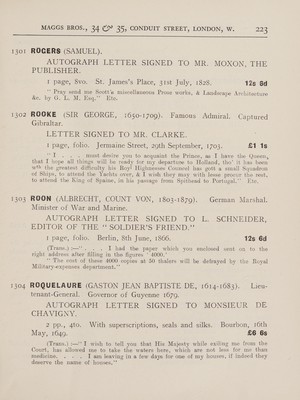 MAGGS BROS., 34 & 35, CONDUIT STREET, LONDON, W. 223
1301 ROGERS (SAMUEL).
AUTOGRAPH LETTER SIGNED TO MR. MOXON, THE
PUBLISHER.
1 page, 8vo. St. James's Place, 31st July, 1828. 12s 6d
" Pray send me Scott's miscellaneous Prose works, & Landscape Architecture
&c. by G. L. M. Esq." Etc.
1302 ROOKE (SIR GEORGE, 1650-1709). Famous Admiral. Captured
Gibraltar.
LETTER SIGNED TO MR. CLARKE.
1 page, folio. Jermaine Street, 29th September, 1703. £1 1s
" I . . . must desire you to acquaint the Prince, as I have the Queen,
that I hope all things will be ready for my departure to Holland, tho' it has been
wth the greatest difficulty his Royl Highnesses Councel has gott a small Squadron
of Ships, to attend the Yachts over, & I wish they may wth hence procur the rest,
to attend the King of Spaine, in his passage from Spithead to Portugal." Etc.
1303 ROON (ALBRECHT, COUNT VON, 1803-1879). German Marshal.
Minister of War and Marine.
AUTOGRAPH LETTER SIGNED TO L. SCHNEIDER,
EDITOR OF THE " SOLDIER'S FRIEND."
1 page, folio. Berlin, 8th June, 1866. 12s 6d
(Trans.) :—" . . . I had the paper which you enclosed sent on to the
right address after filling in the figures ' 4000.'
" The cost of these 4000 copies at 50 thalers will be defrayed by the Royal
Military-expenses department."
1304 ROQUELAURE (GASTON JEAN BAPTISTE DE, 1614-1683). Lieu-
tenant-General. Governor of Guyenne 1679.
AUTOGRAPH LETTER SIGNED TO MONSIEUR DE
CHAVIGNY.
2 pp., 4to. With superscriptions, seals and silks. Bourbon, 16th
May, 1649. £6 6s
(Trans.) :—" I wish to tell you that His Majesty while exiling me from the
Court, has allowed me to take the waters here, which are not less for me than
medicine. . . . I am leaving in a few days for one of my houses, if indeed they
deserve the name of houses."